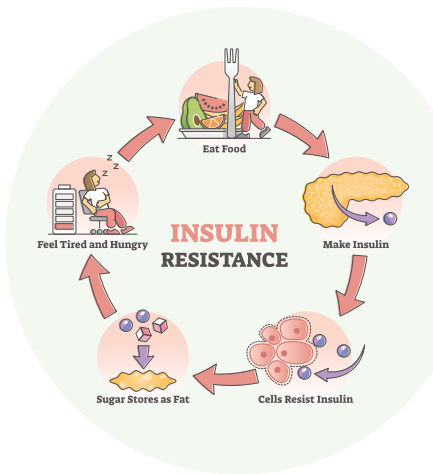 Eat Food
Make Insulin
Cells Resist Insulin
Sugar Stores as Fat
Feel Tired and Hungry
z z z
INSULIN
RESISTANCE